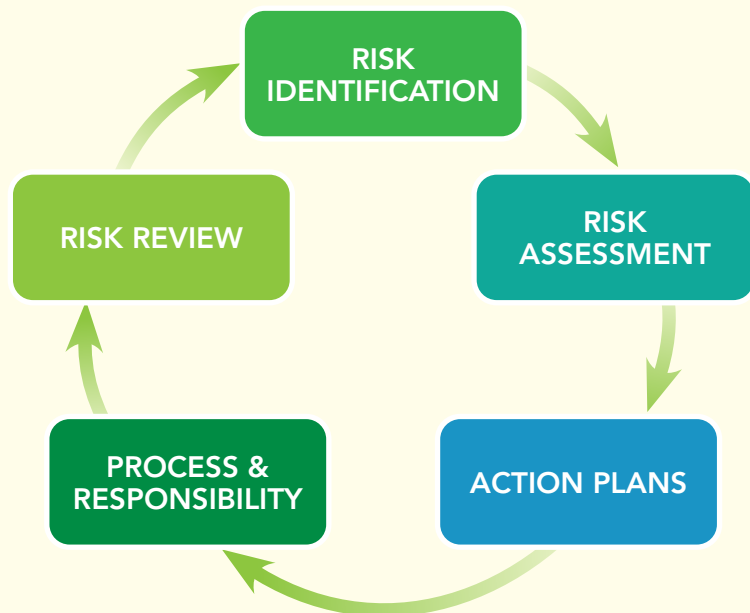 RISK
IDENTIFICATION
RISK
ASSESSMENT
ACTION PLANS
PROCESS &
RESPONSIBILITY
RISK REVIEW